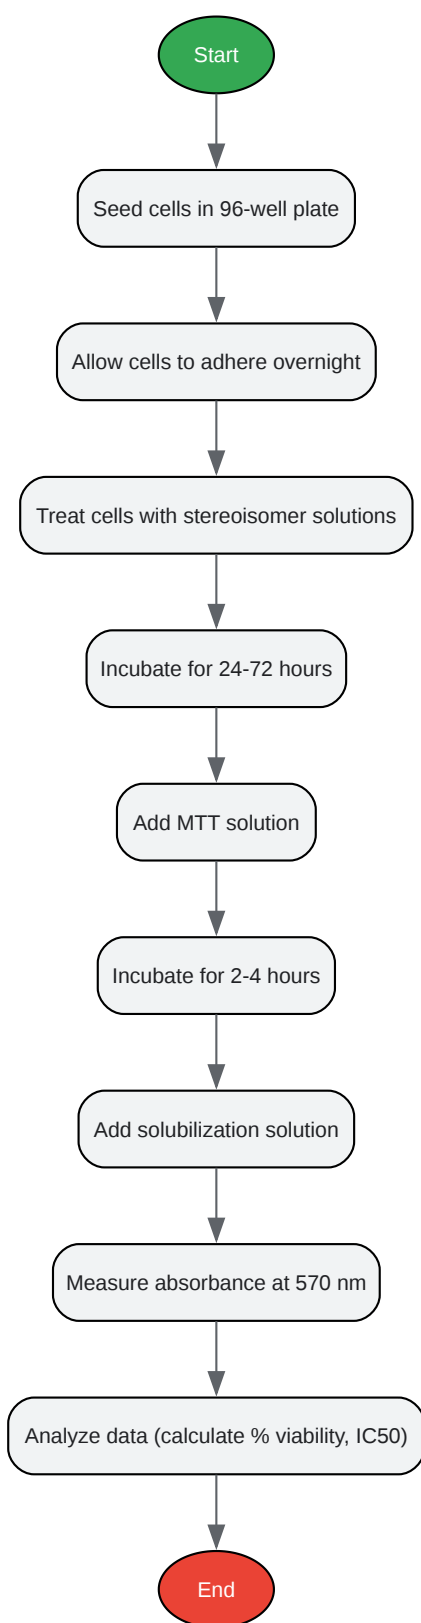 Start
Seed cells in 96-well plate
Allow cells to adhere overnight
Treat cells with stereoisomer solutions
Incubate for 24-72 hours
Add MTT solution
Incubate for 2-4 hours
Add solubilization solution
Measure absorbance at 570 nm
Analyze data (calculate % viability, IC50)
End